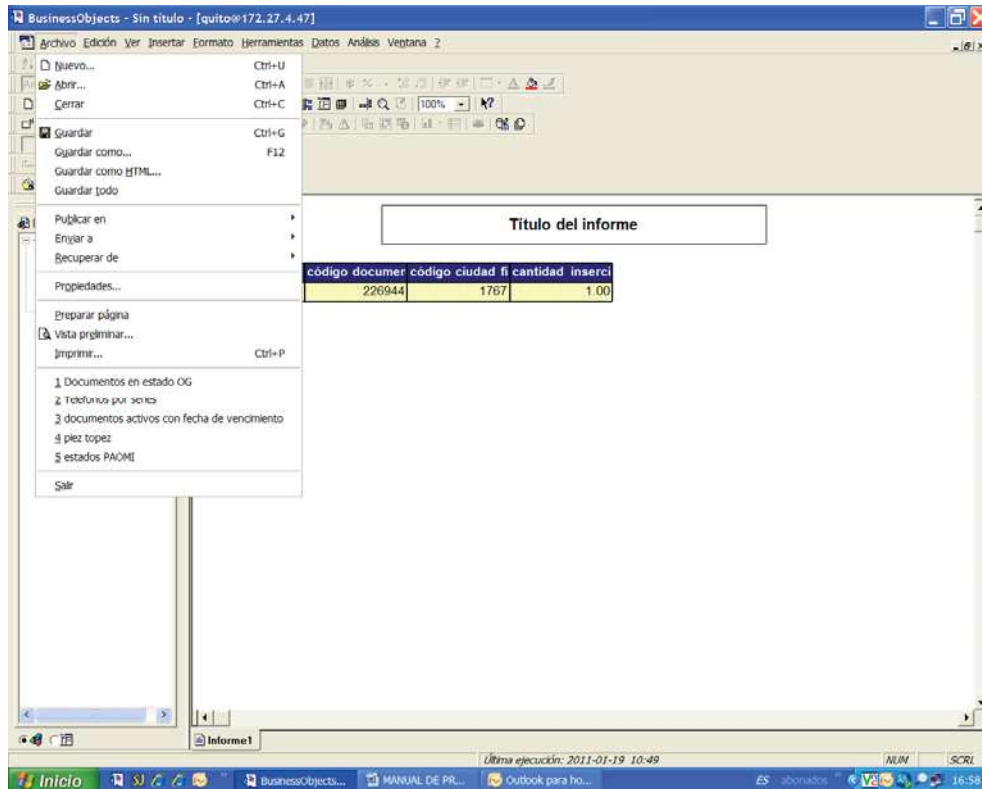 BusinessObjects - Sin título - [quito@172.27.4.47]
Archivo Edición Ver Insertar Formato Herramientas Datos Análisis Ventana ?
Nuevo... Ctrl+U
Abrir... Ctrl+A
Cerrar Ctrl+C
100%
Guardar Ctrl+G
Guardar como... F12
Guardar como HTML...
Guardar todo
Publicar en
Enviar a
Recuperar de
Propiedades...
Preparar página
Vista preliminar...
Imprimir... Ctrl+P
1 Documentos en estado OG
2 Telefonos por series
3 documentos activos con fecha de vencimiento
4 piez topez
5 estados PAOMI
Salir
Título del informe
código documer código ciudad fi cantidad inserci
226944 1767 1.00
Informe1
Última ejecución: 2011-01-19 10:49 NUM SCRL
Inicio BusinessObjects... MANUAL DE PR... Outlook para ho... ES abonados 16:58